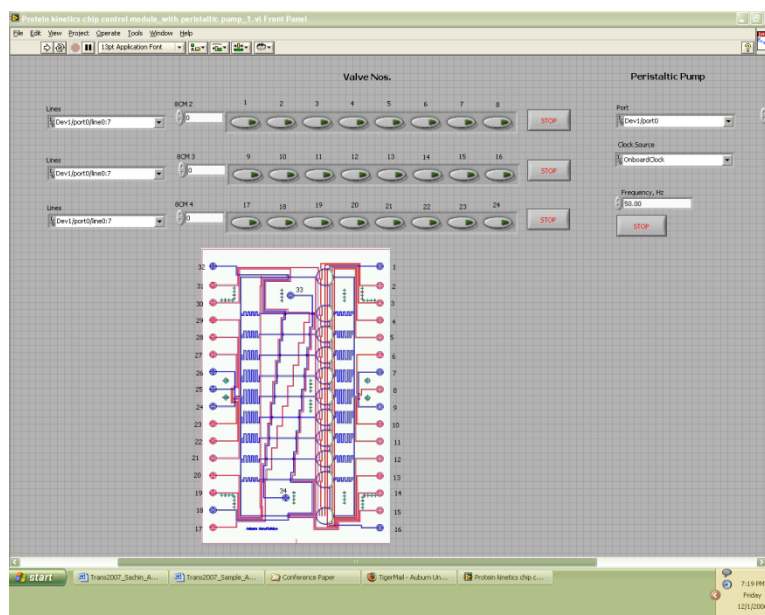 Protein kinetics chip control module_with peristaltic pump_1.vi Front Panel
File Edit View Project Operate Tools Window Help
13pt Application Font
Valve Nos.
Peristaltic Pump
Lines
Dev1/port0/line0:7
BCM 2
0
1 2 3 4 5 6 7 8
STOP
Port
Dev1/port0
Lines
Dev1/port0/line0:7
BCM 3
0
9 10 11 12 13 14 15 16
STOP
Clock Source
OnboardClock
Lines
Dev1/port0/line0:7
BCM 4
0
17 18 19 20 21 22 23 24
STOP
Frequency, Hz
50.00
STOP
32 1
33
31 2
30 3
29 4
28 5
27 6
26 7
25 8
24 9
23 10
22 11
21 12
20 13
19 34 14
18 15
17 16
start
Trans2007_Sachin_A...
Trans2007_Sample_A...
Conference Paper
TigerMail - Auburn Un...
Protein kinetics chip c...
7:19 PM
Friday